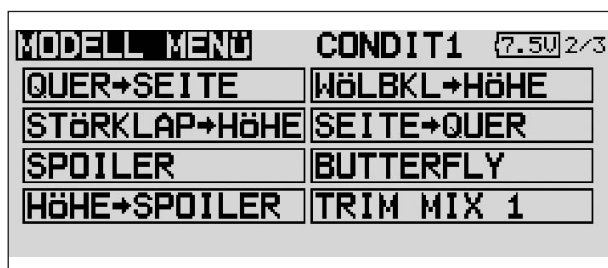 MODELL MENÜ CONDIT1 7.5V 2/3
QUER→SEITE WÖLBKL→HÖHE
STÖRKLAP→HÖHE SEITE→QUER
SPOILER BUTTERFLY
HÖHE→SPOILER TRIM MIX 1